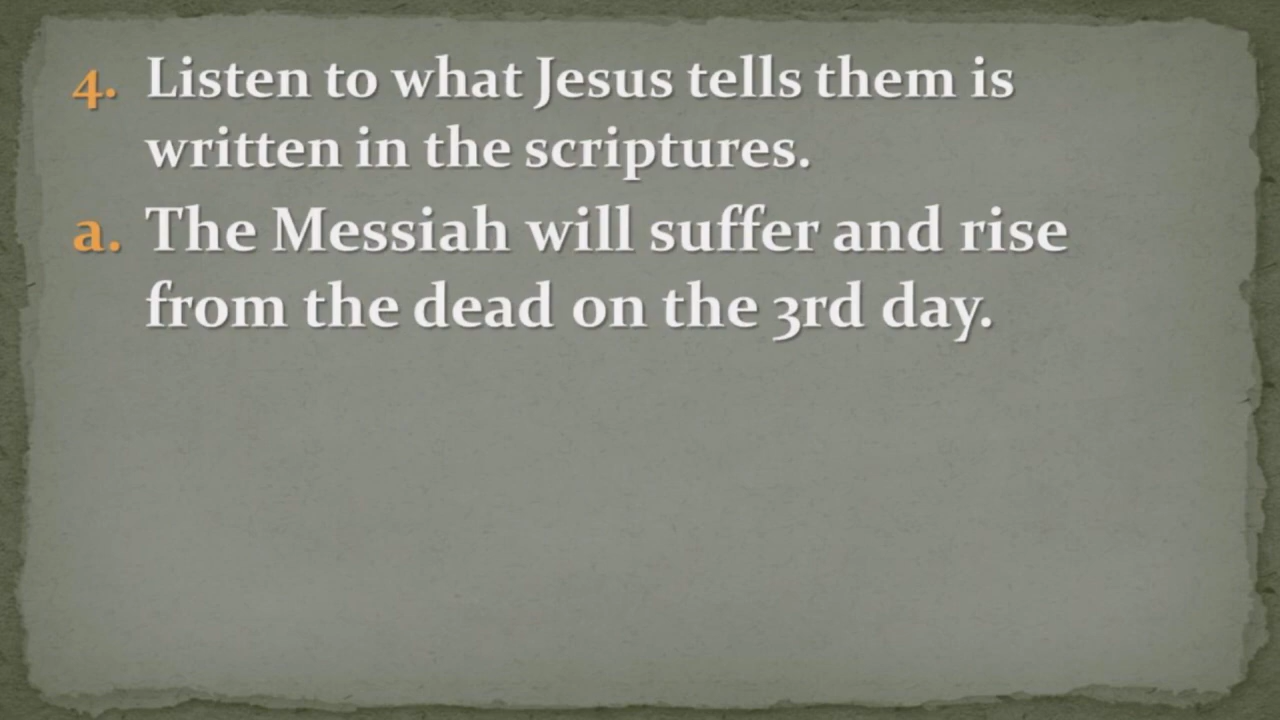 4. Listen to what Jesus tells them is
written in the scriptures.
a. The Messiah will suffer and rise
from the dead on the 3rd day.